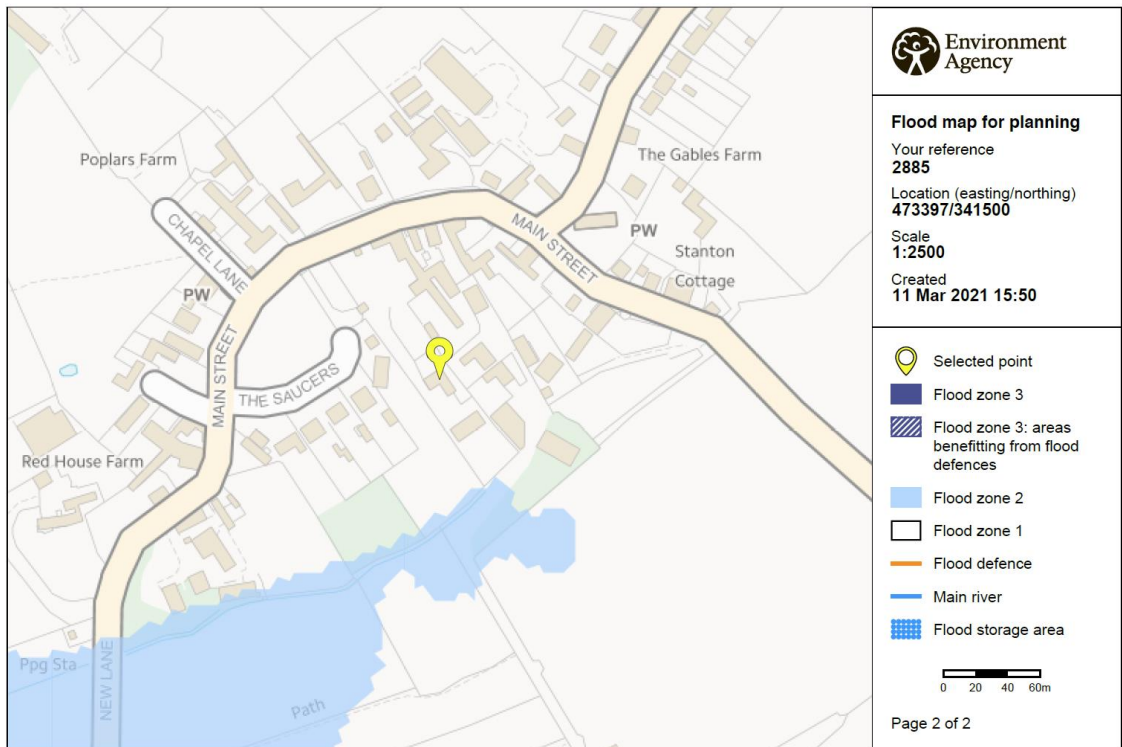 Poplars Farm
The Gables Farm
CHAPEL LANE
MAIN STREET
PW
Stanton
Cottage
PW
MAIN STREET
THE SAUCERS
Red House Farm
Ppg Sta
NEW LANE
Path
Environment
Agency
Flood map for planning
Your reference
2885
Location (easting/northing)
473397/341500
Scale
1:2500
Created
11 Mar 2021 15:50
Selected point
Flood zone 3
Flood zone 3: areas
benefitting from flood
defences
Flood zone 2
Flood zone 1
Flood defence
Main river
Flood storage area
0 20 40 60m
Page 2 of 2